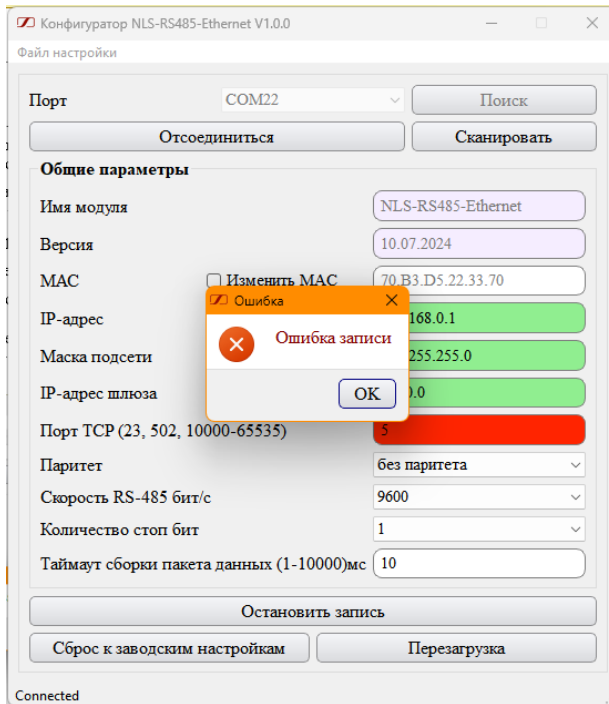 Конфигуратор NLS-RS485-Ethernet V1.0.0
Файл настройки
Порт COM22 Поиск
Отсоединиться Сканировать
Общие параметры
Имя модуля NLS-RS485-Ethernet
Версия 10.07.2024
MAC Изменить MAC 70.B3.D5.22.33.70
Ошибка
IP-адрес 168.0.1
Ошибка записи
Маска подсети 255.255.0
IP-адрес шлюза .0
OK
Порт TCP (23, 502, 10000-65535) 5
Паритет без паритета
Скорость RS-485 бит/с 9600
Количество стоп бит 1
Таймаут сборки пакета данных (1-10000)мс 10
Остановить запись
Сброс к заводским настройкам Перезагрузка
Connected